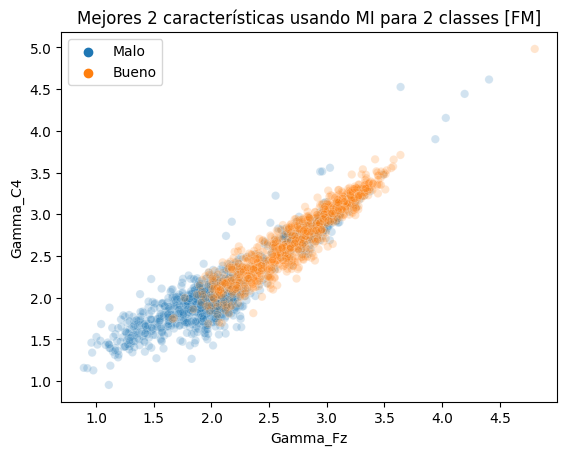 Mejores 2 características usando MI para 2 classes [FM]
Malo
Bueno
5.0
4.5
4.0
3.5
3.0
2.5
2.0
1.5
1.0
Gamma_C4
1.0 1.5 2.0 2.5 3.0 3.5 4.0 4.5
Gamma_Fz